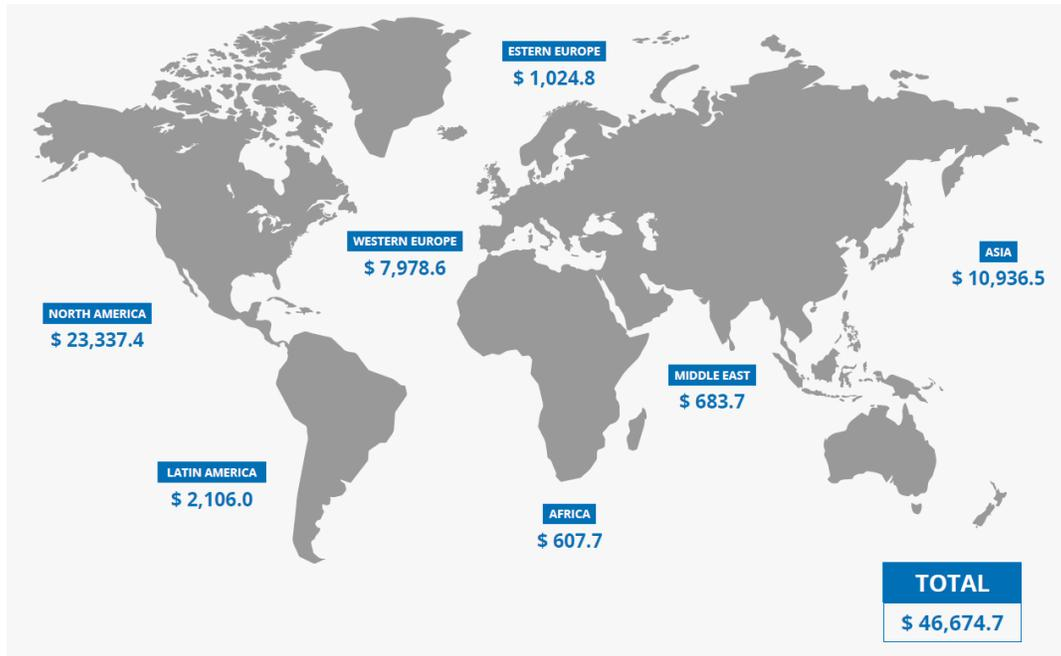 ESTERN EUROPE
$ 1,024.8
WESTERN EUROPE
$ 7,978.6
ASIA
$ 10,936.5
NORTH AMERICA
$ 23,337.4
MIDDLE EAST
$ 683.7
LATIN AMERICA
$ 2,106.0
AFRICA
$ 607.7
TOTAL
$ 46,674.7